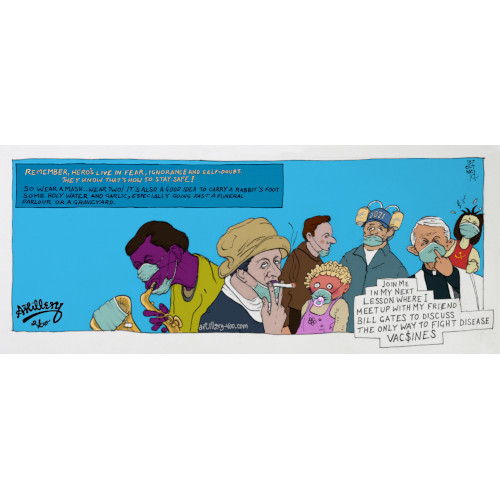 REMEMBER, HERO'S LIVE IN FEAR, IGNORANCE AND SELF-DOUBT.
THEY KNOW THAT'S HOW TO STAY SAFE!
SO WEAR A MASK...WEAR TWO! IT IS ALSO A GOOD IDEA TO CARRY A RABBIT'S FOOT
SOME HOLY WATER AND GARLIC, ESPECIALLY GOING PAST A FUNERAL
PARLOUR OR A GRAVEYARD.
2021
JOIN ME
IN MY NEXT
LESSON WHERE I
MEET UP WITH MY FRIEND
BILL GATES TO DISCUSS
THE ONLY WAY TO FIGHT DISEASE
VAC$INES
Artillery
artillery-v00.com